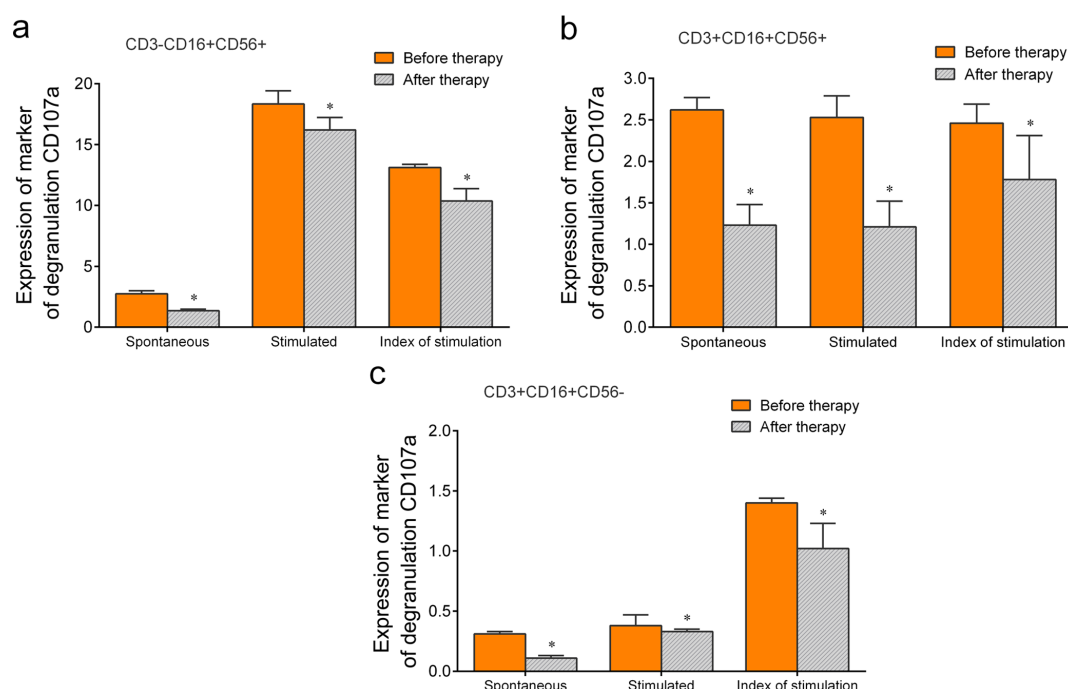 a
CD3-CD16+CD56+
Before therapy
After therapy
Expression of marker
of degranulation CD107a
20
15
10
5
0
*
*
*
Spontaneous
Stimulated
Index of stimulation
b
CD3+CD16+CD56+
Before therapy
After therapy
Expression of marker
of degranulation CD107a
3.0
2.5
2.0
1.5
1.0
0.5
0.0
*
*
*
Spontaneous
Stimulated
Index of stimulation
c
CD3+CD16+CD56-
Before therapy
After therapy
Expression of marker
of degranulation CD107a
2.0
1.5
1.0
0.5
0.0
*
*
*
Spontaneous
Stimulated
Index of stimulation